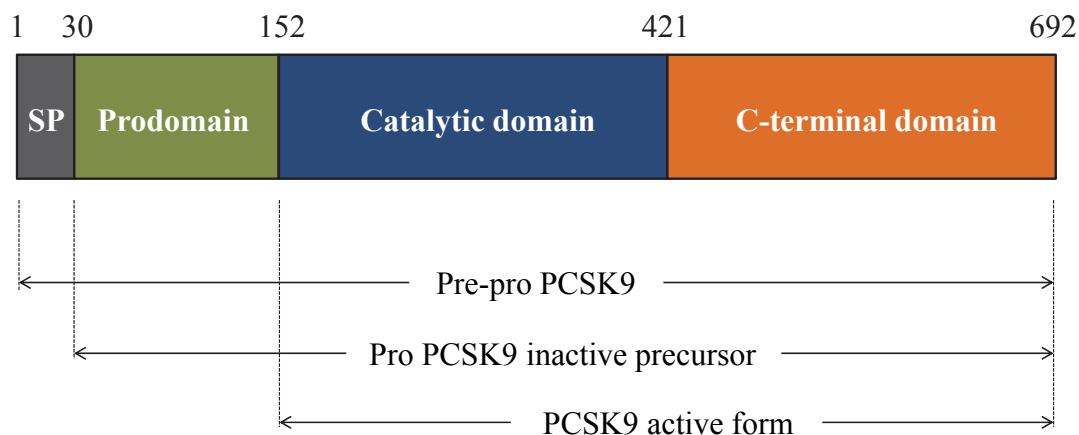 1 30 152 421 692
SP Prodomain Catalytic domain C-terminal domain
Pre-pro PCSK9
Pro PCSK9 inactive precursor
PCSK9 active form